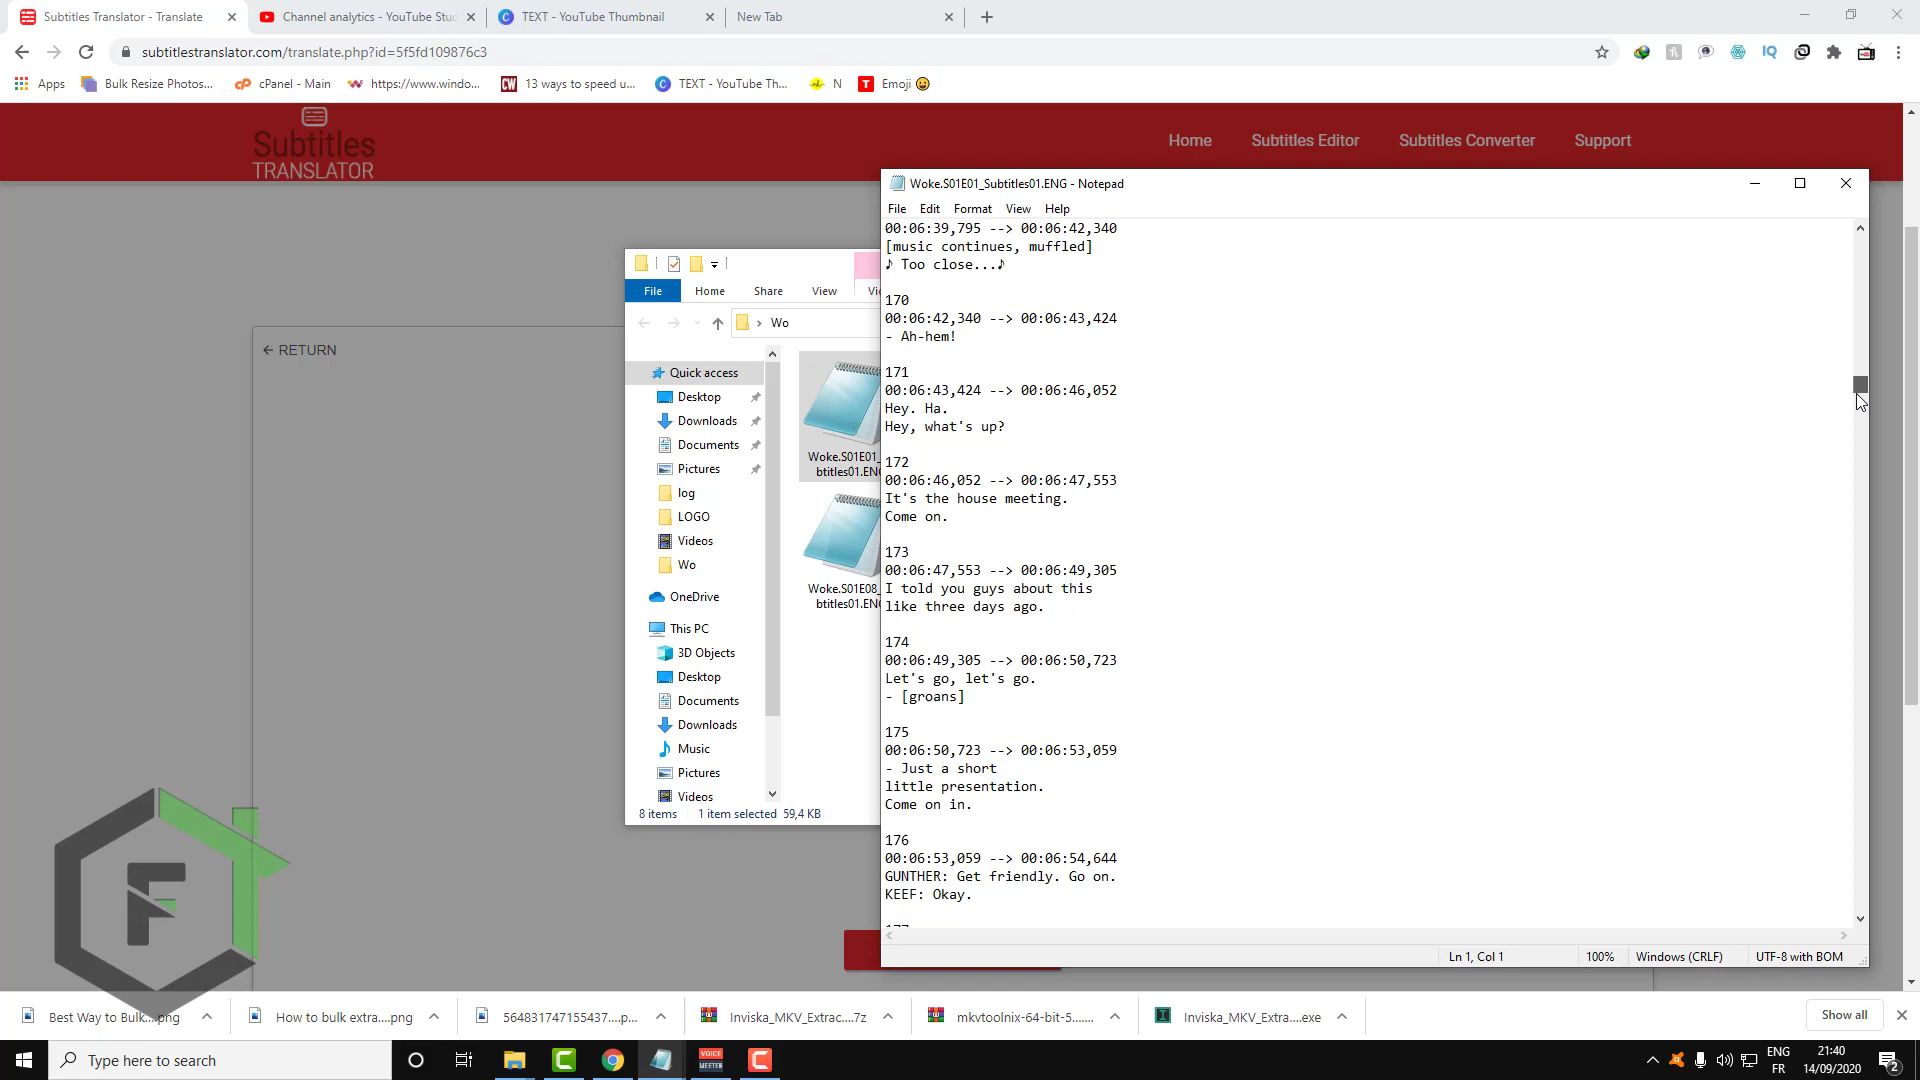 Subtitles Translator - Translate
Channel analytics - YouTube Stu
TEXT - YouTube Thumbnail
New Tab
subtitlestranslator.com/translate.php?id=5f5fd109876c3
Apps
Bulk Resize Photos...
cPanel - Main
https://www.windo...
13 ways to speed u...
TEXT - YouTube Th...
N
Emoji 😀
Subtitles
TRANSLATOR
Home
Subtitles Editor
Subtitles Converter
Support
← RETURN
File
Home
Share
View
Wo
Quick access
Desktop
Downloads
Documents
Pictures
log
LOGO
Videos
Wo
OneDrive
This PC
3D Objects
Desktop
Documents
Downloads
Music
Pictures
Videos
Woke.S01E01_
btitles01.EN
Woke.S01E08_
btitles01.EN
8 items
1 item selected 59,4 KB
Woke.S01E01_Subtitles01.ENG - Notepad
File
Edit
Format
View
Help
00:06:39,795 --> 00:06:42,340
[music continues, muffled]
♪ Too close...♪
170
00:06:42,340 --> 00:06:43,424
- Ah-hem!
171
00:06:43,424 --> 00:06:46,052
Hey. Ha.
Hey, what's up?
172
00:06:46,052 --> 00:06:47,553
It's the house meeting.
Come on.
173
00:06:47,553 --> 00:06:49,305
I told you guys about this
like three days ago.
174
00:06:49,305 --> 00:06:50,723
Let's go, let's go.
- [groans]
175
00:06:50,723 --> 00:06:53,059
- Just a short
little presentation.
Come on in.
176
00:06:53,059 --> 00:06:54,644
GUNTHER: Get friendly. Go on.
KEEF: Okay.
Ln 1, Col 1
100%
Windows (CRLF)
UTF-8 with BOM
F
Best Way to Bulk....png
How to bulk extra....png
564831747155437....p...
Inviska_MKV_Extrac....7z
mkvtoolnix-64-bit-5.......
Inviska_MKV_Extra....exe
Show all
Type here to search
VOICE
MEETER
ENG
FR
21:40
14/09/2020
2